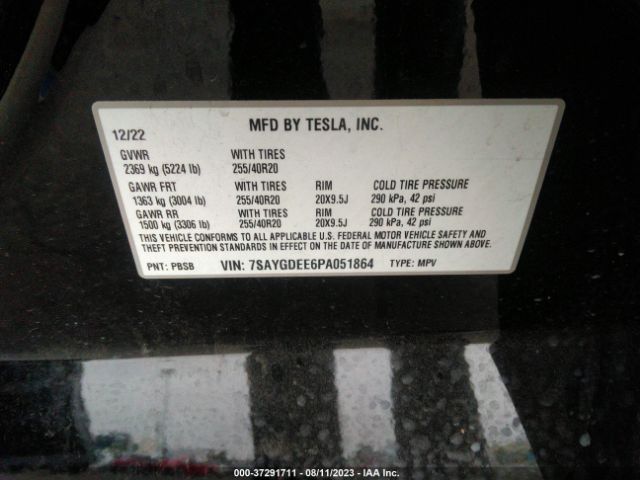 12/22 MFD BY TESLA, INC.
GVWR WITH TIRES
2369 kg (5224 lb) 255/40R20
GAWR FRT WITH TIRES RIM COLD TIRE PRESSURE
1363 kg (3004 lb) 255/40R20 20X9.5J 290 kPa, 42 psi
GAWR RR WITH TIRES RIM COLD TIRE PRESSURE
1500 kg (3306 lb) 255/40R20 20X9.5J 290 kPa, 42 psi
THIS VEHICLE CONFORMS TO ALL APPLICABLE U.S. FEDERAL MOTOR VEHICLE SAFETY AND
THEFT PREVENTION STANDARDS IN EFFECT ON THE DATE OF MANUFACTURE SHOWN ABOVE.
PNT: PBSB VIN: 7SAYGDEE6PA051864 TYPE: MPV
000-37291711 - 08/11/2023 - IAA Inc.